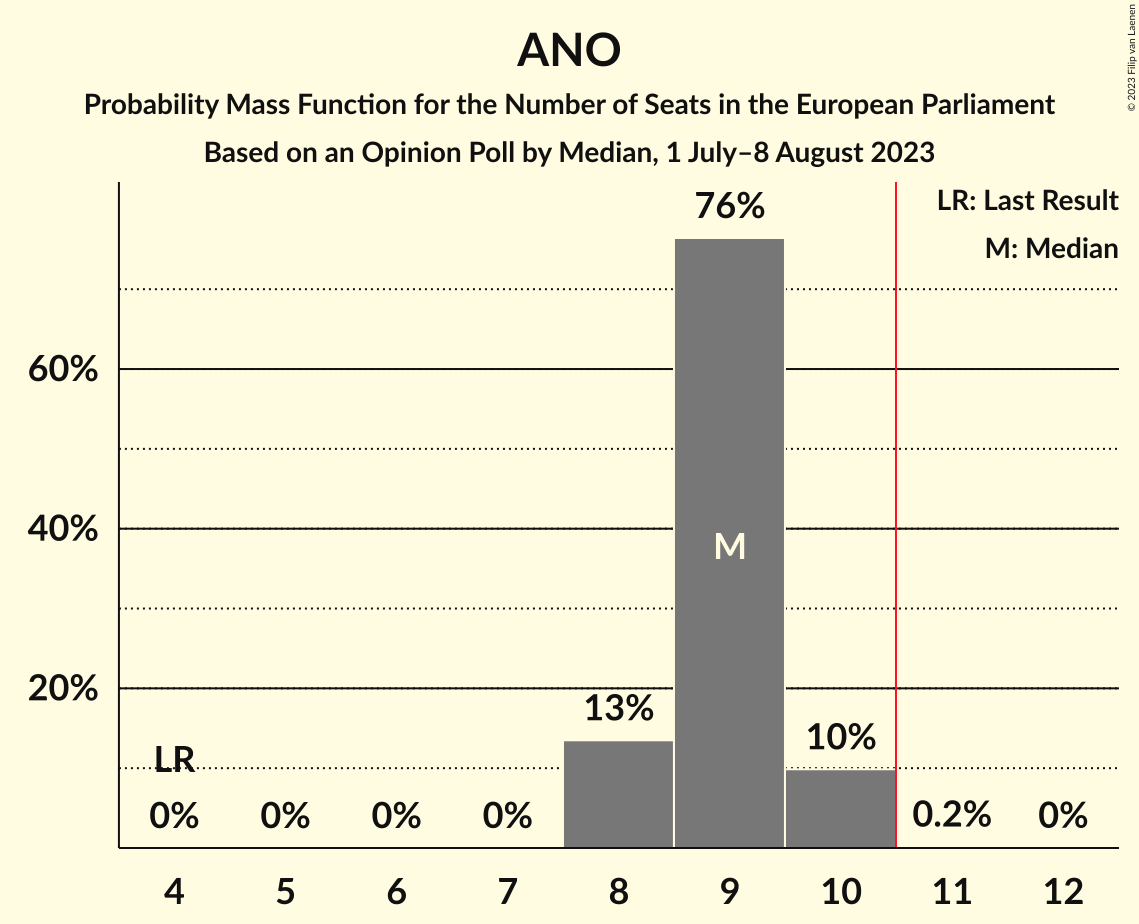 ANO
Probability Mass Function for the Number of Seats in the European Parliament
Based on an Opinion Poll by Median, 1 July–8 August 2023
© 2023 Filip van Laenen
LR: Last Result
M: Median
76%
60%
40%
20%
M
13%
10%
LR
0%
0%
0%
0%
0.2%
0%
4
5
6
7
8
9
10
11
12